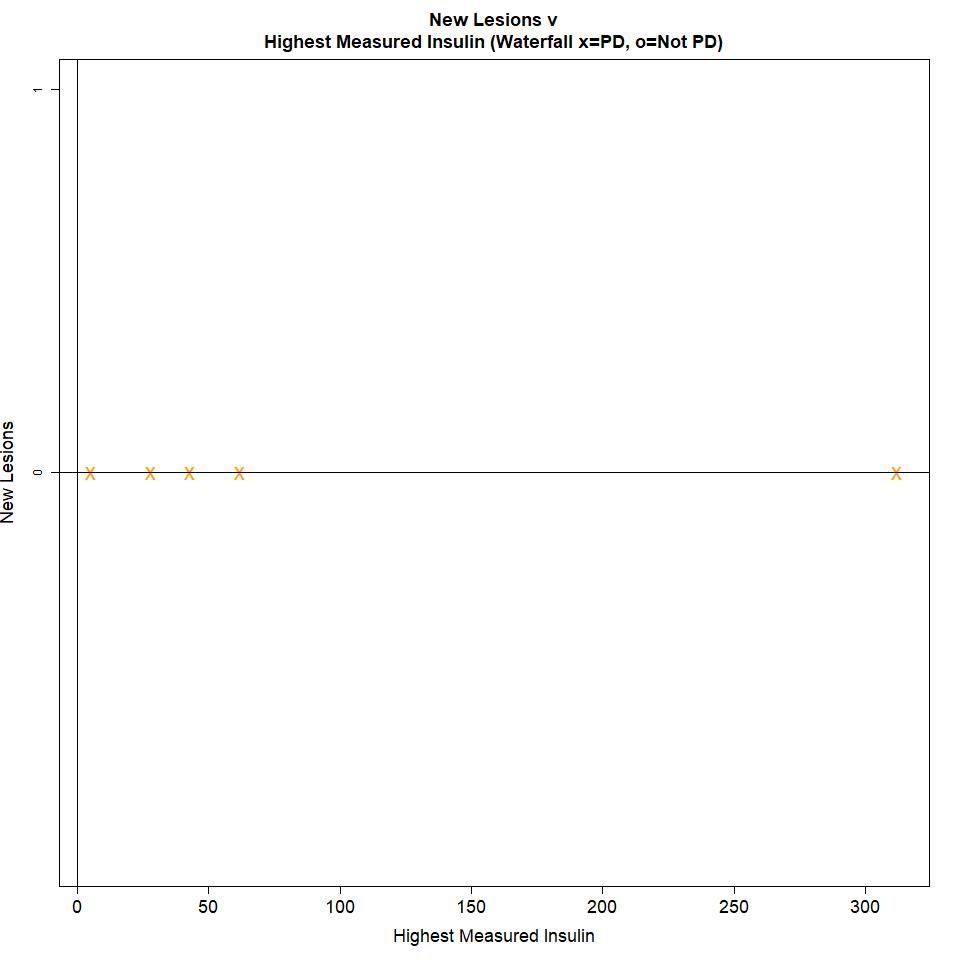 New Lesions v
Highest Measured Insulin (Waterfall x=PD, o=Not PD)
1
New Lesions
0
x x x x x
0 50 100 150 200 250 300
Highest Measured Insulin